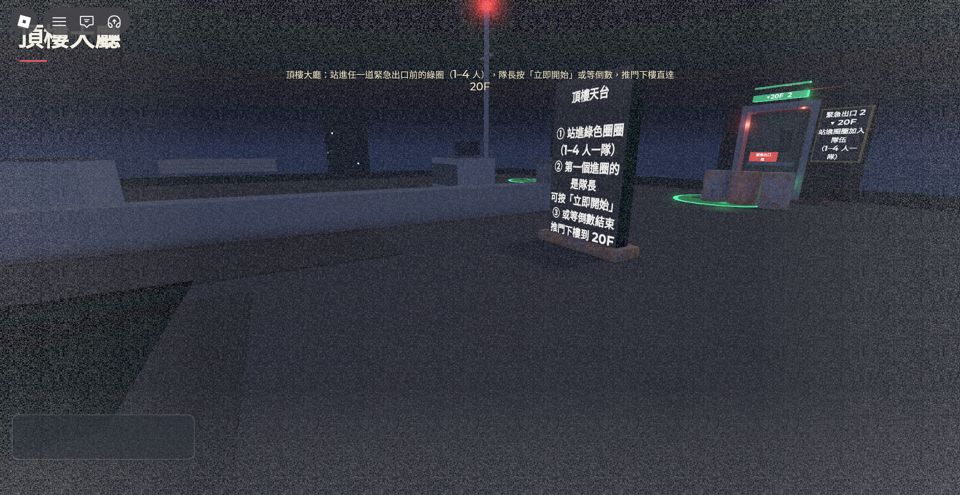 頂樓大廳
頂樓大廳：站進任一道緊急出口前的綠圈（1–4 人），隊長按「立即開始」或等倒數，推門下樓直達
20F
頂樓天台
① 站進綠色圈圈
（1–4 人一隊）
② 第一個進圈的
是隊長
可按「立即開始」
③ 或等倒數結束
推門下樓到 20F
▾20F 2
緊急出口 2
▾ 20F
站進圈圈加入
隊伍
（1–4 人一
隊）